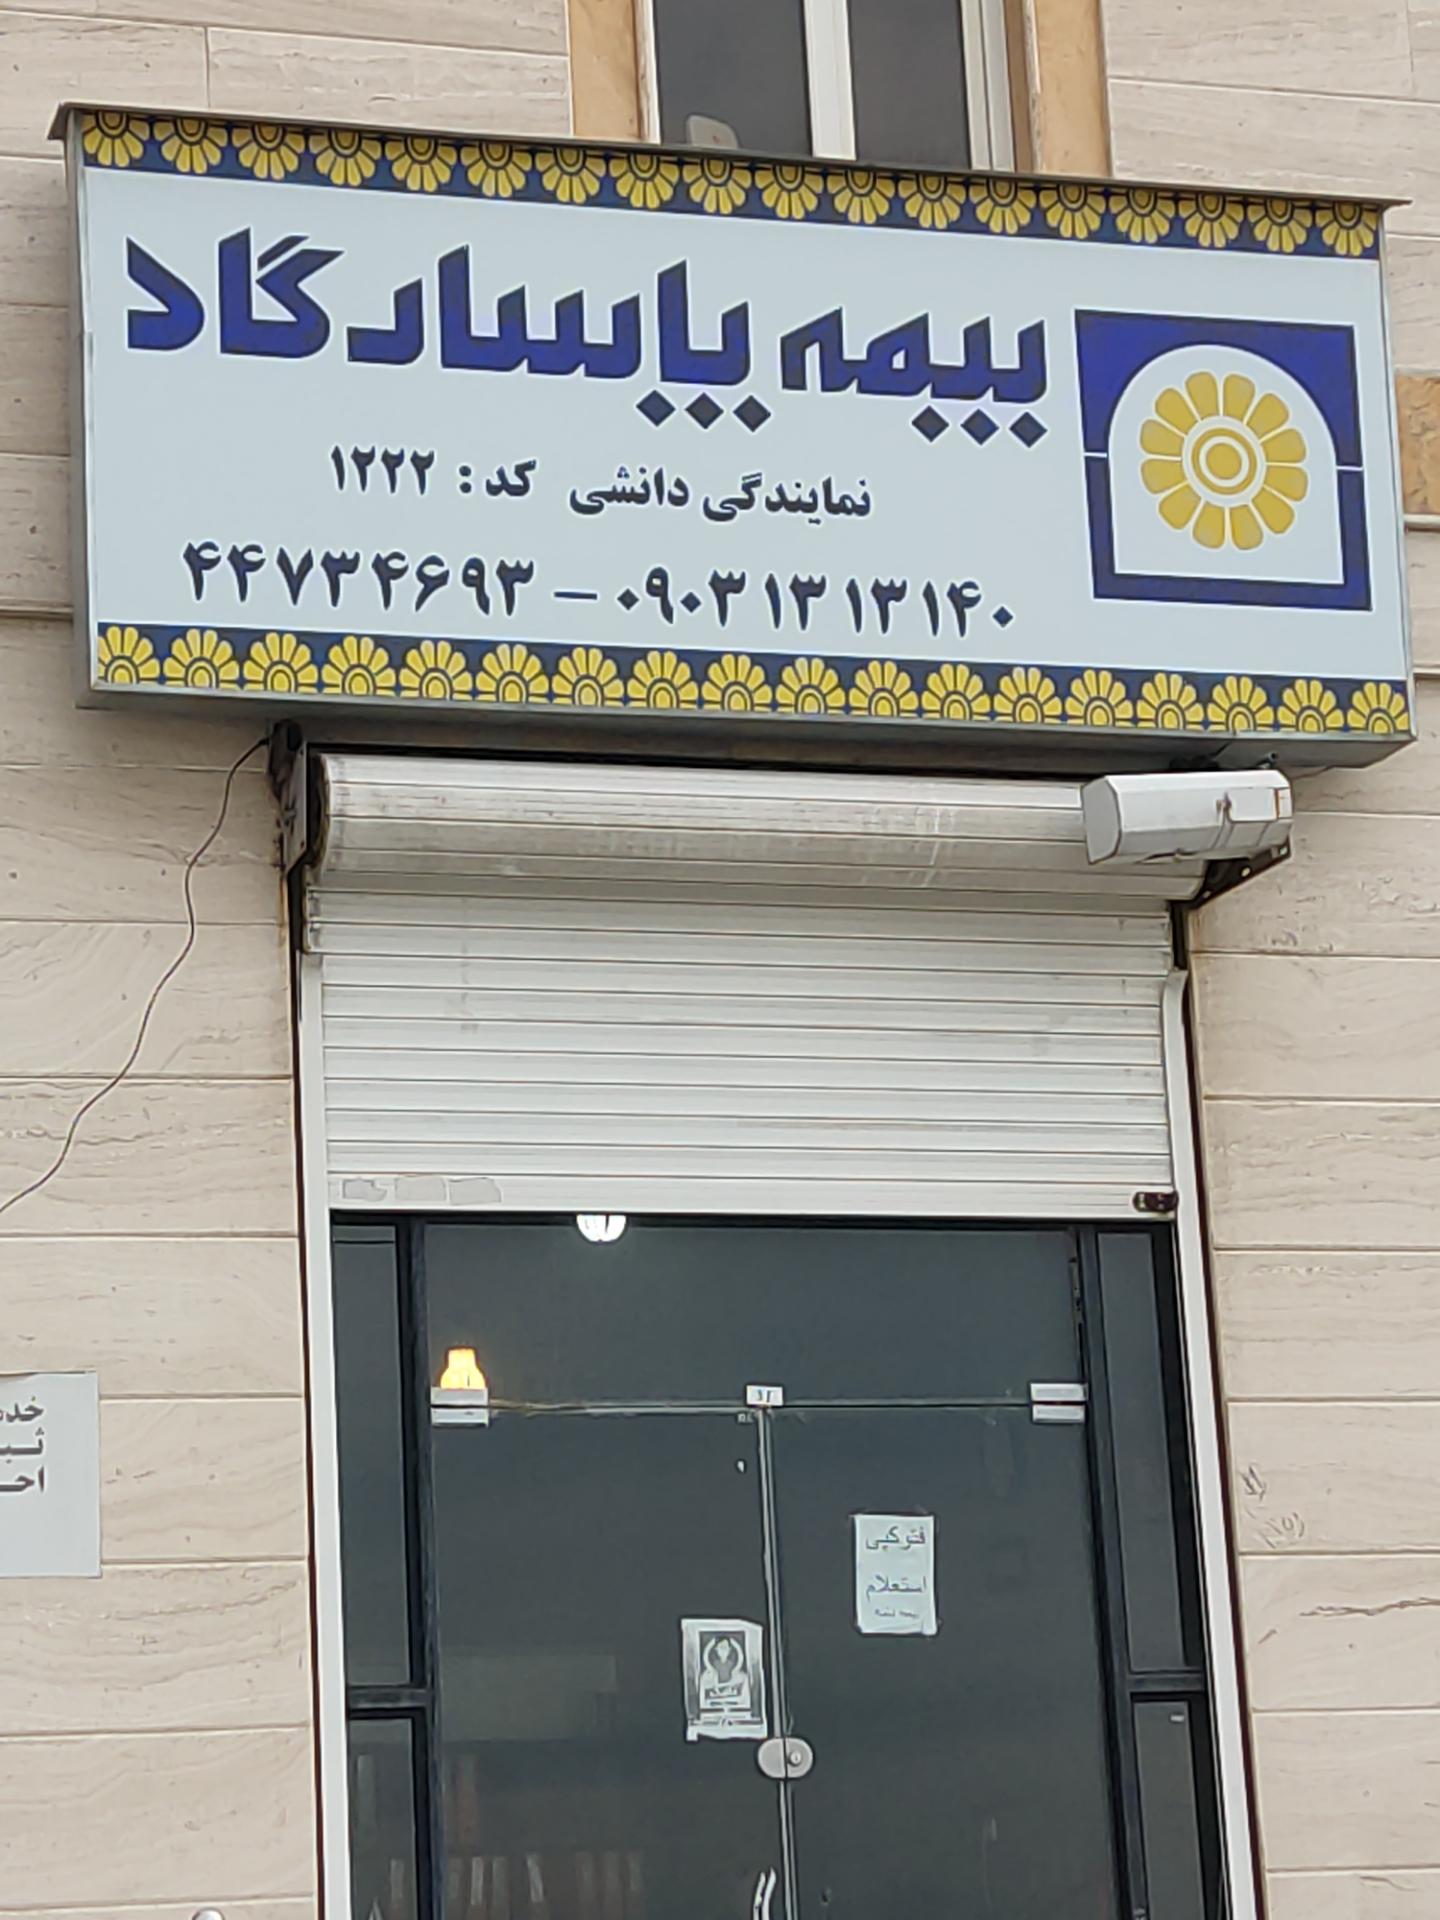 بیمه پاسارگاد
نمایندگی دانشی کد: ۱۲۲۲
۴۴۷۳۴۶۹۳ - ۰۹۰۳۱۳۱۳۱۴۰
فتوکپی
استعلام